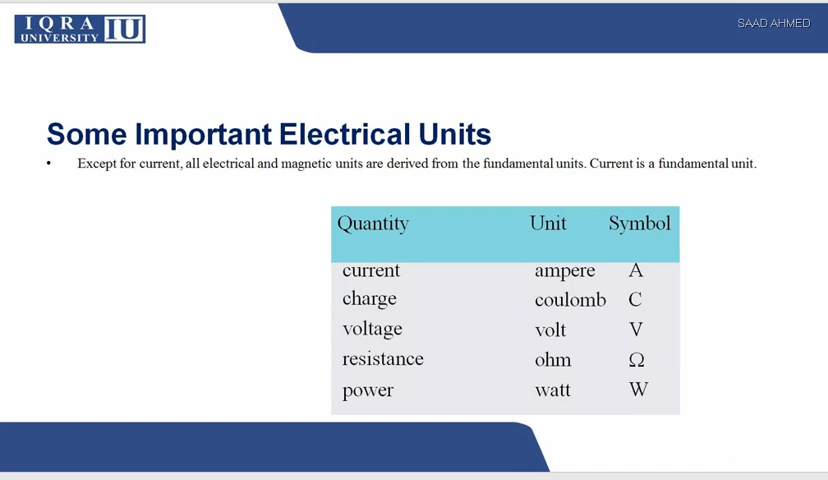 IQRA
UNIVERSITY IU
SAAD AHMED
Some Important Electrical Units
• Except for current, all electrical and magnetic units are derived from the fundamental units. Current is a fundamental unit.
Quantity Unit Symbol
current ampere A
charge coulomb C
voltage volt V
resistance ohm Ω
power watt W